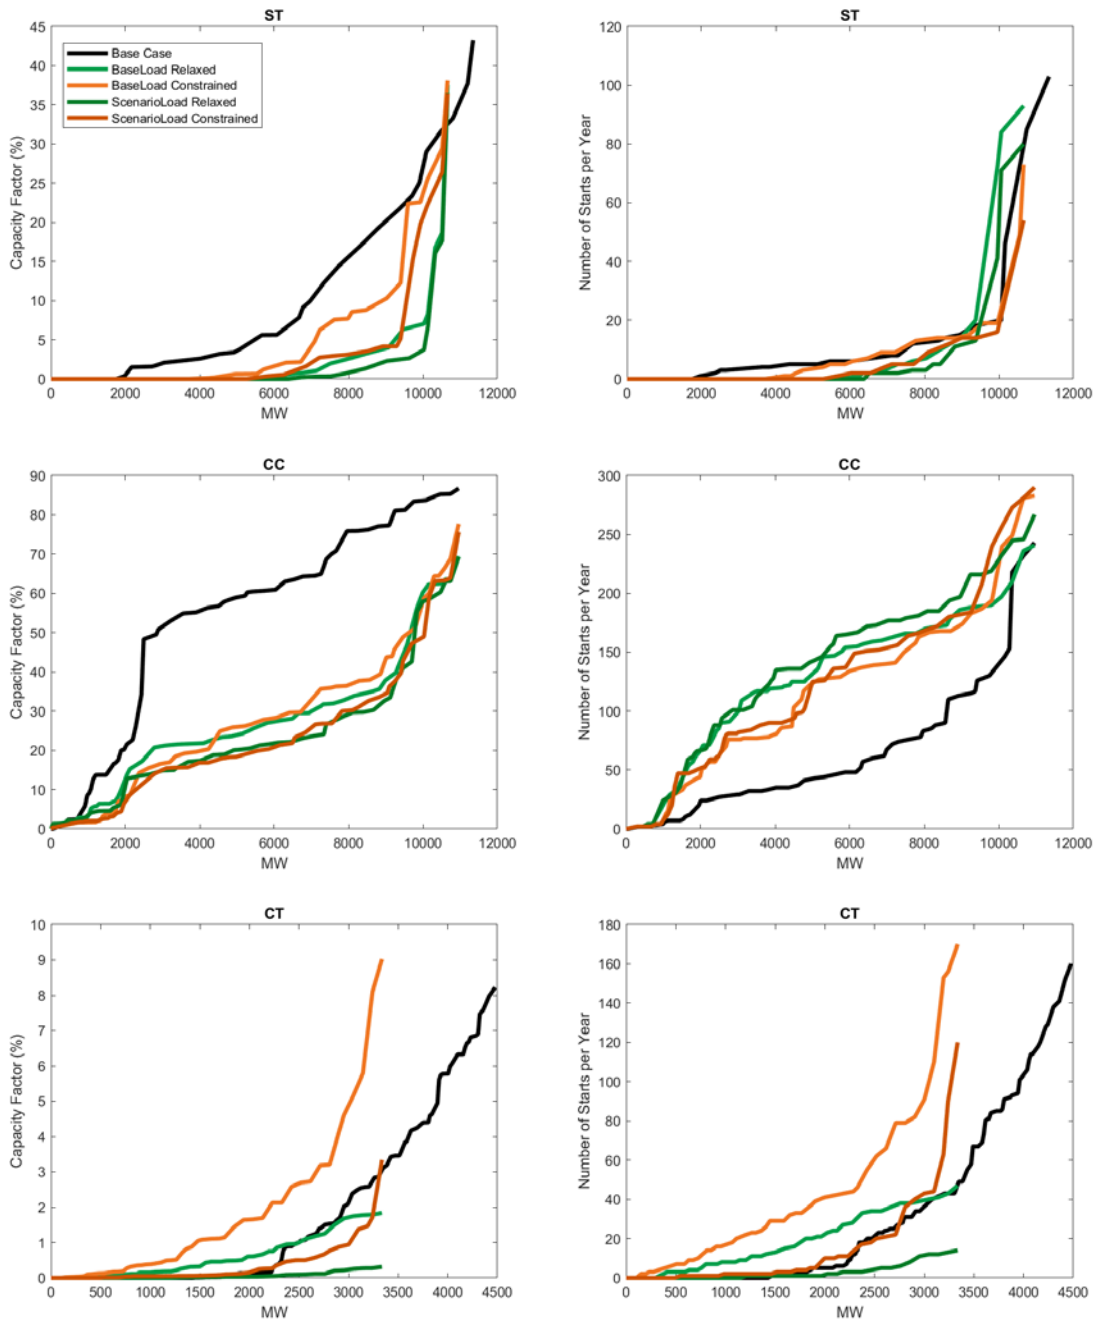 ST
45
40
35
30
25
20
15
10
5
0
Capacity Factor (%)
Base Case
BaseLoad Relaxed
BaseLoad Constrained
ScenarioLoad Relaxed
ScenarioLoad Constrained
0 2000 4000 6000 8000 10000 12000
MW
ST
120
100
80
60
40
20
0
Number of Starts per Year
0 2000 4000 6000 8000 10000 12000
MW
CC
90
80
70
60
50
40
30
20
10
0
Capacity Factor (%)
0 2000 4000 6000 8000 10000 12000
MW
CC
300
250
200
150
100
50
0
Number of Starts per Year
0 2000 4000 6000 8000 10000 12000
MW
CT
10
9
8
7
6
5
4
3
2
1
0
Capacity Factor (%)
0 500 1000 1500 2000 2500 3000 3500 4000 4500
MW
CT
180
160
140
120
100
80
60
40
20
0
Number of Starts per Year
0 500 1000 1500 2000 2500 3000 3500 4000 4500
MW